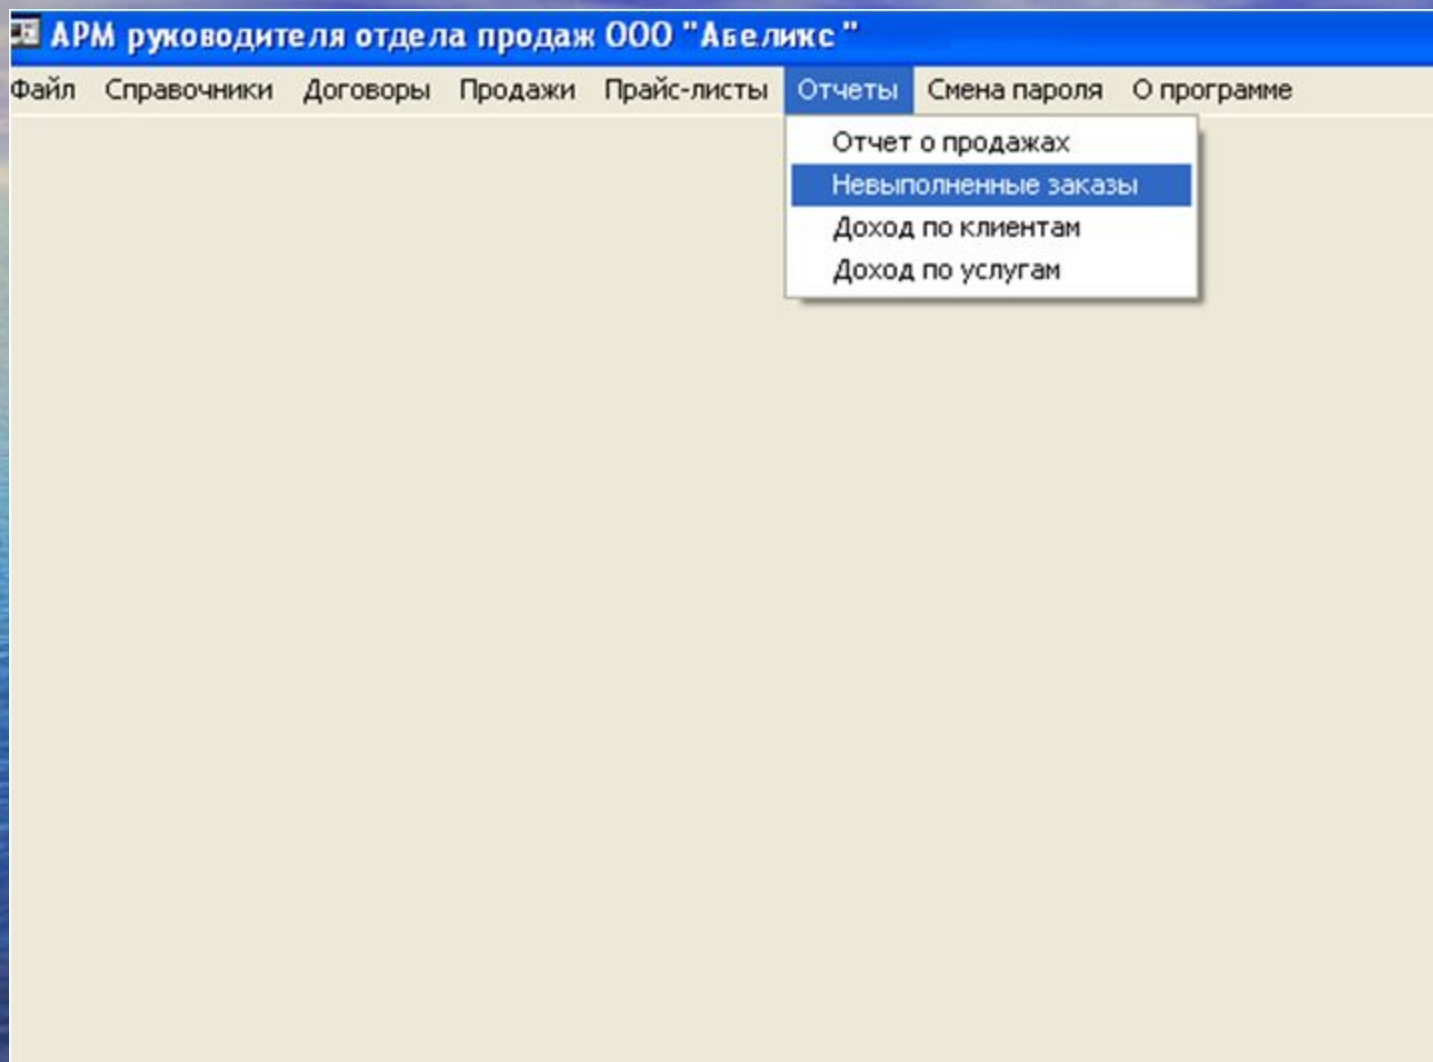 АРМ руководителя отдела продаж ООО "Абеликс "
Файл Справочники Договоры Продажи Прайс-листы Отчеты Смена пароля О программе
Отчет о продажах
Невыполненные заказы
Доход по клиентам
Доход по услугам